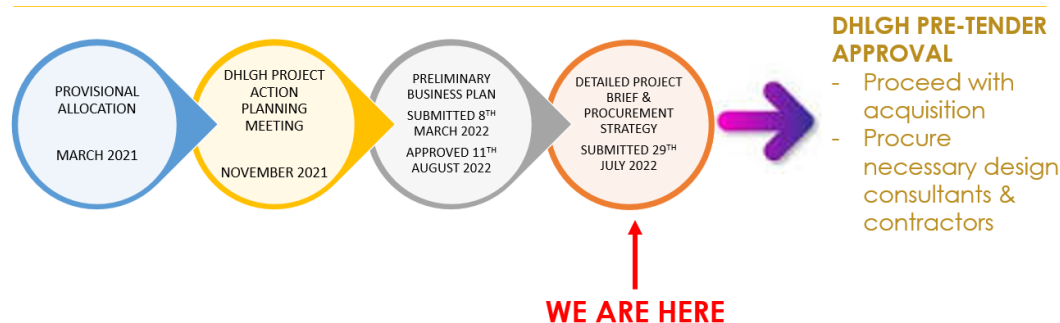 PROVISIONAL
ALLOCATION
MARCH 2021
DHLGH PROJECT
ACTION
PLANNING
MEETING
NOVEMBER 2021
PRELIMINARY
BUSINESS PLAN
SUBMITTED 8TH
MARCH 2022
APPROVED 11TH
AUGUST 2022
DETAILED PROJECT
BRIEF &
PROCUREMENT
STRATEGY
SUBMITTED 29TH
JULY 2022
DHLGH PRE-TENDER
APPROVAL
- Proceed with
acquisition
- Procure
necessary design
consultants &
contractors
WE ARE HERE